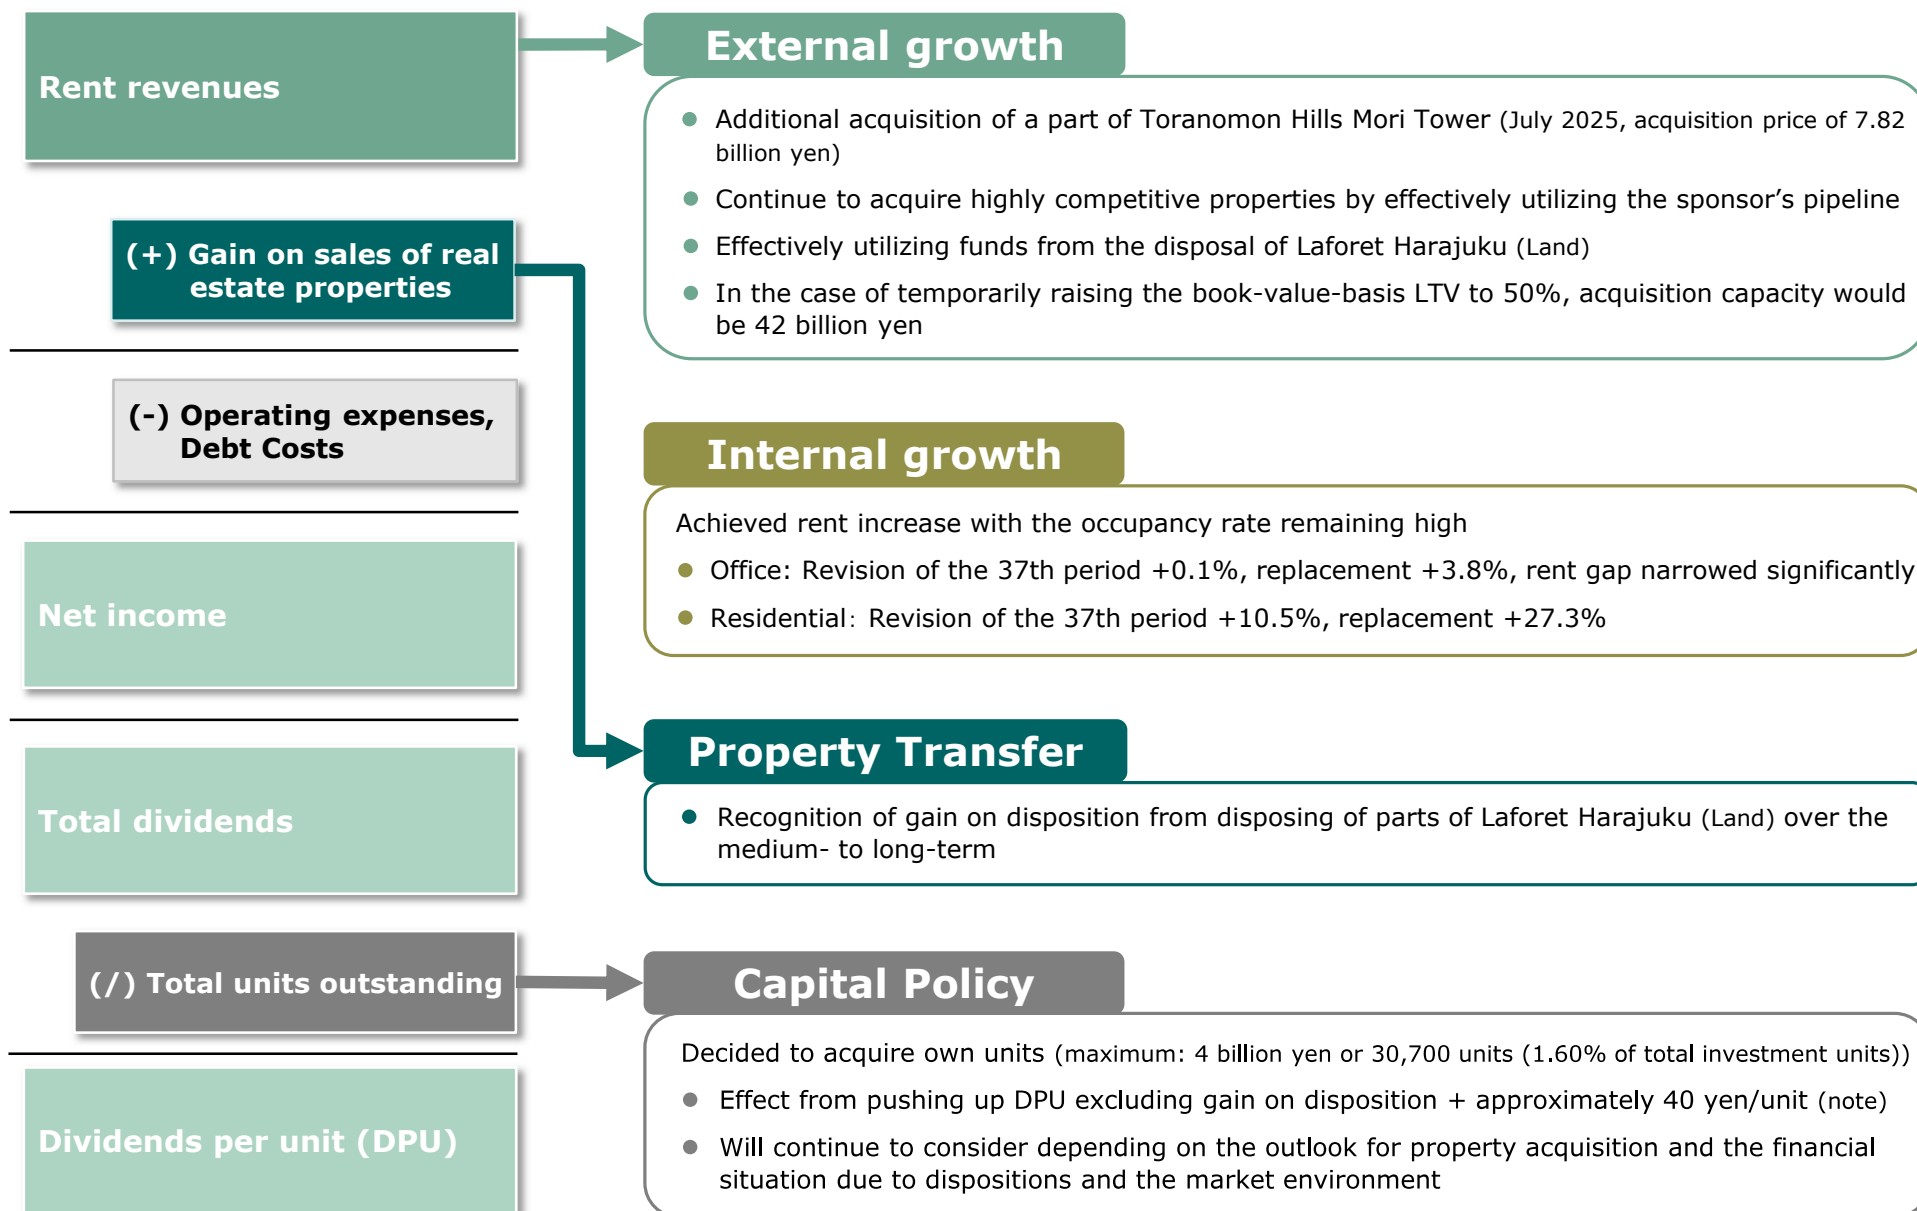 Rent revenues
(+) Gain on sales of real
estate properties
(-) Operating expenses,
Debt Costs
Net income
Total dividends
(/) Total units outstanding
Dividends per unit (DPU)
External growth
● Additional acquisition of a part of Toranomon Hills Mori Tower (July 2025, acquisition price of 7.82
billion yen)
● Continue to acquire highly competitive properties by effectively utilizing the sponsor’s pipeline
● Effectively utilizing funds from the disposal of Laforet Harajuku (Land)
● In the case of temporarily raising the book-value-basis LTV to 50%, acquisition capacity would
be 42 billion yen
Internal growth
Achieved rent increase with the occupancy rate remaining high
● Office: Revision of the 37th period +0.1%, replacement +3.8%, rent gap narrowed significantly
● Residential: Revision of the 37th period +10.5%, replacement +27.3%
Property Transfer
● Recognition of gain on disposition from disposing of parts of Laforet Harajuku (Land) over the
medium- to long-term
Capital Policy
Decided to acquire own units (maximum: 4 billion yen or 30,700 units (1.60% of total investment units))
● Effect from pushing up DPU excluding gain on disposition + approximately 40 yen/unit (note)
● Will continue to consider depending on the outlook for property acquisition and the financial
situation due to dispositions and the market environment